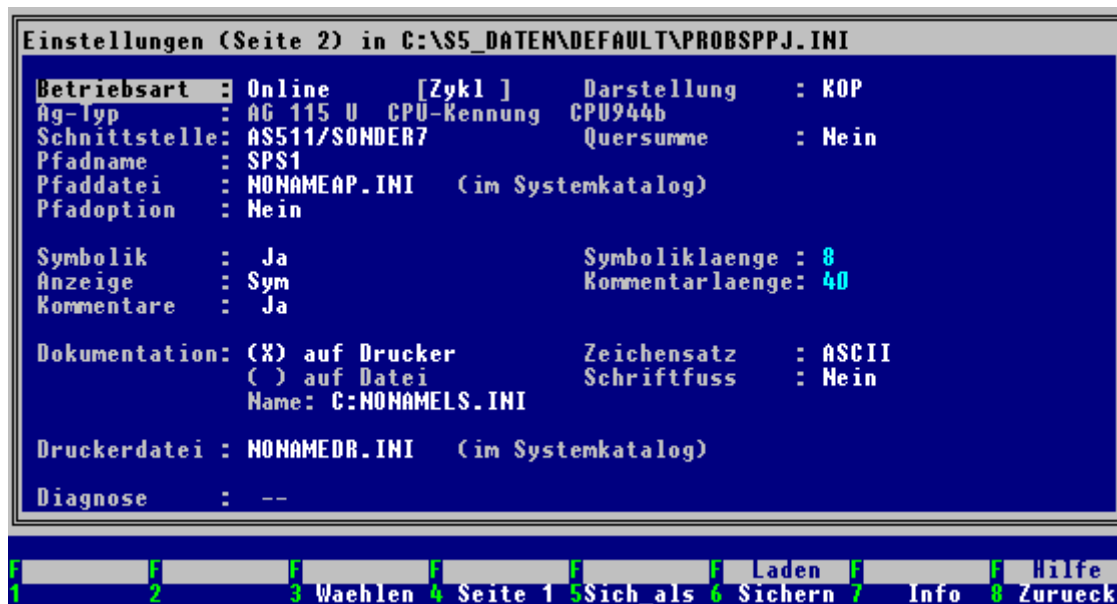 Einstellungen (Seite 2) in C:\S5_DATEN\DEFAULT\PROBSPPJ.INI
Betriebsart : Online [Zykl ] Darstellung : KOP
Ag-Typ : AG 115 U CPU-Kennung CPU944b
Schnittstelle: AS511/SONDER7 Quersumme : Nein
Pfadname : SPS1
Pfaddatei : NONAMEAP.INI (im Systemkatalog)
Pfadoption : Nein
Symbolik : Ja Symboliklaenge : 8
Anzeige : Sym Kommentarlaenge: 40
Kommentare : Ja
Dokumentation: (X) auf Drucker Zeichensatz : ASCII
( ) auf Datei Schriftfuss : Nein
Name: C:NONAMELS.INI
Druckerdatei : NONAMEDR.INI (im Systemkatalog)
Diagnose : --
F F F F F F Laden F F Hilfe
1 2 3 Waehlen 4 Seite 1 5Sich_als 6 Sichern 7 Info 8 Zurueck